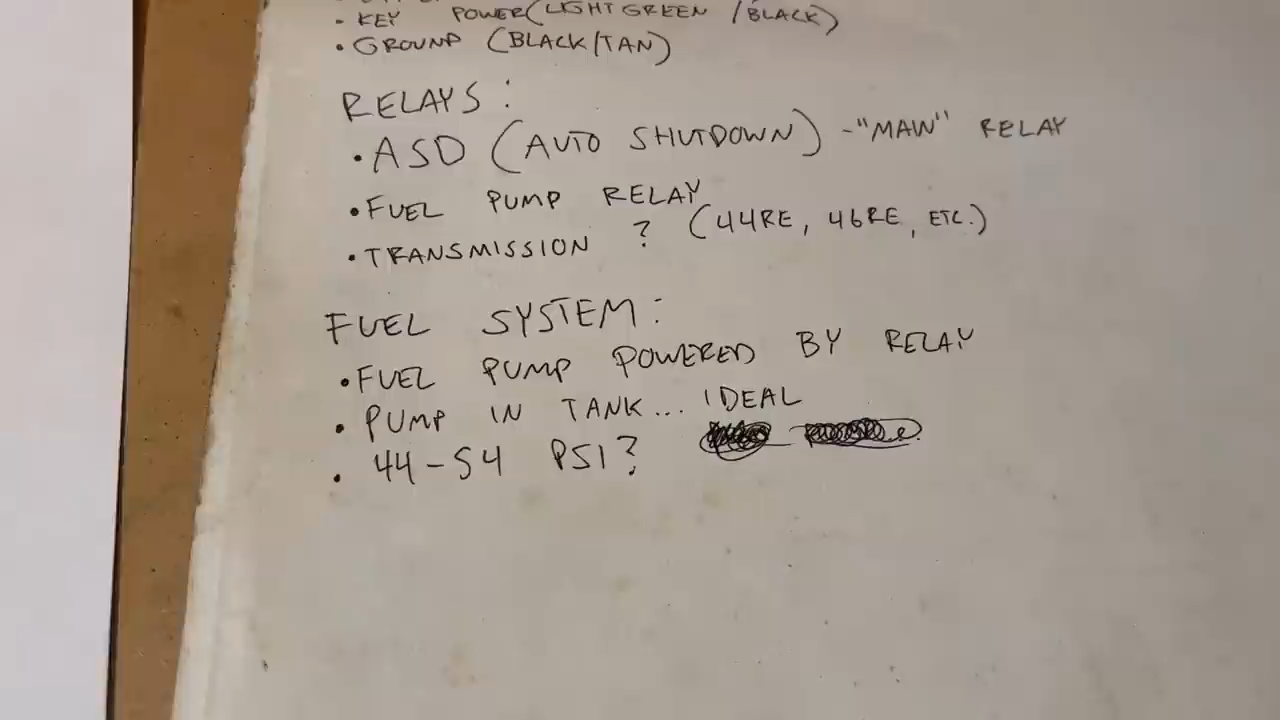 · KEY POWER (LIGHT GREEN / BLACK)
· GROUND (BLACK/TAN)
RELAYS:
· ASD (AUTO SHUTDOWN) - "MAIN" RELAY
· FUEL PUMP RELAY
· TRANSMISSION ? (44RE, 46RE, ETC.)
FUEL SYSTEM:
· FUEL PUMP POWERED BY RELAY
· PUMP IN TANK... IDEAL
· 44-54 PSI?